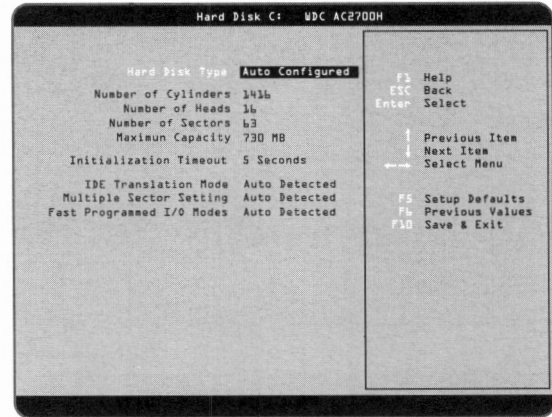 Hard Disk C: WDC AC2700H
Hard Disk Type Auto Configured
Number of Cylinders 1416
Number of Heads 16
Number of Sectors 63
Maximun Capacity 730 MB
Initialization Timeout 5 Seconds
IDE Translation Mode Auto Detected
Multiple Sector Setting Auto Detected
Fast Programmed I/O Modes Auto Detected
F1 Help
ESC Back
Enter Select
↑ Previous Item
↓ Next Item
←→ Select Menu
F5 Setup Defaults
F6 Previous Values
F10 Save & Exit